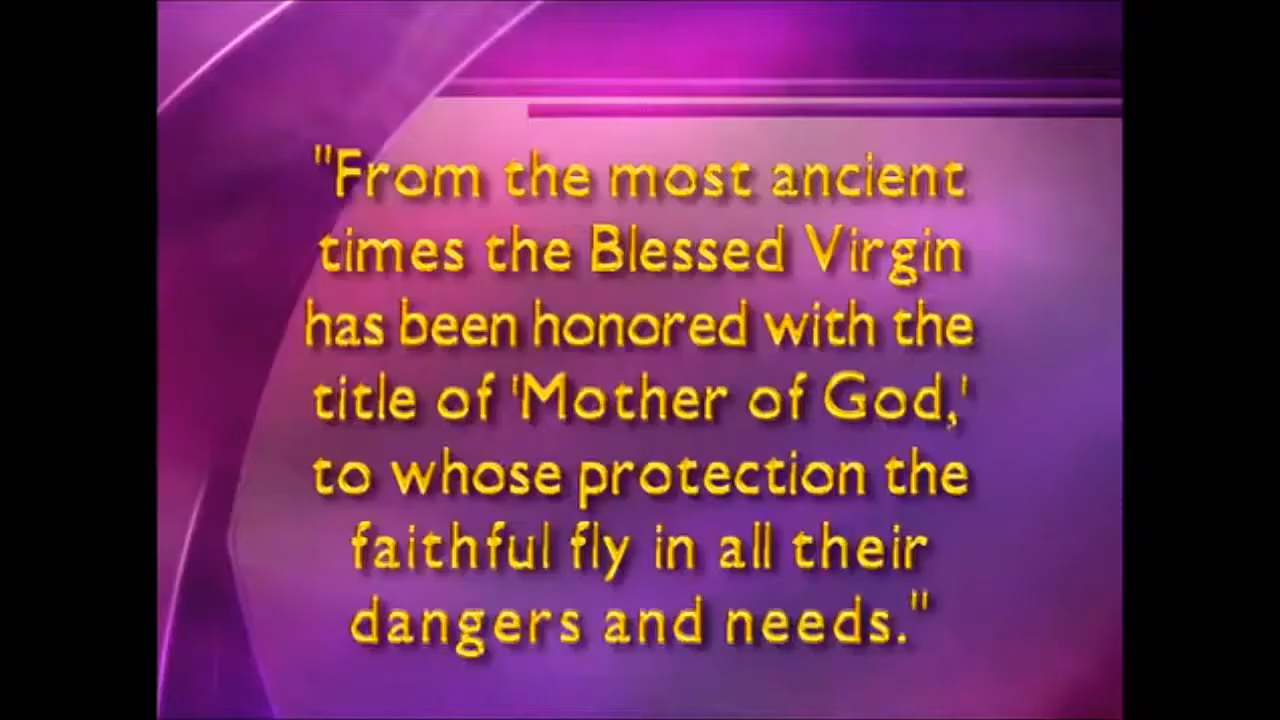 "From the most ancient
times the Blessed Virgin
has been honored with the
title of 'Mother of God,'
to whose protection the
faithful fly in all their
dangers and needs."